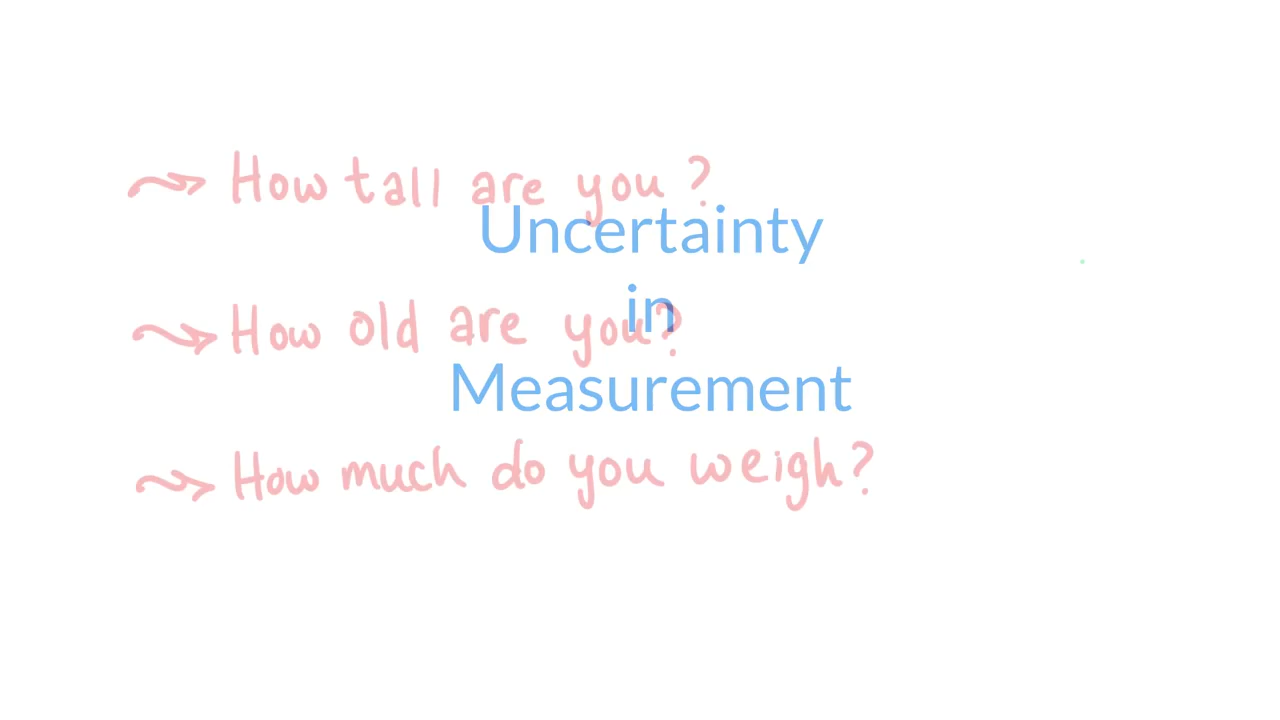 How tall are you?
Uncertainty
in
How old are you?
Measurement
How much do you weigh?